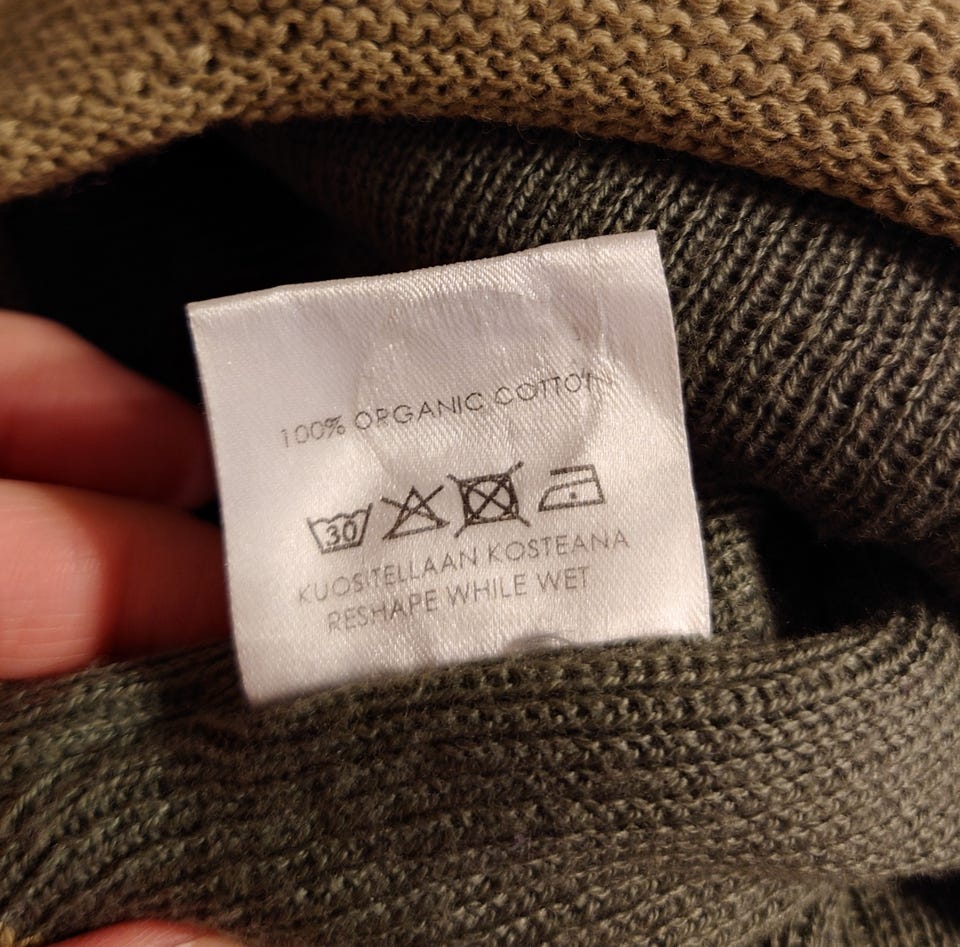 100% ORGANIC COTTON
30
KUOSITELLAAN KOSTEANA
RESHAPE WHILE WET